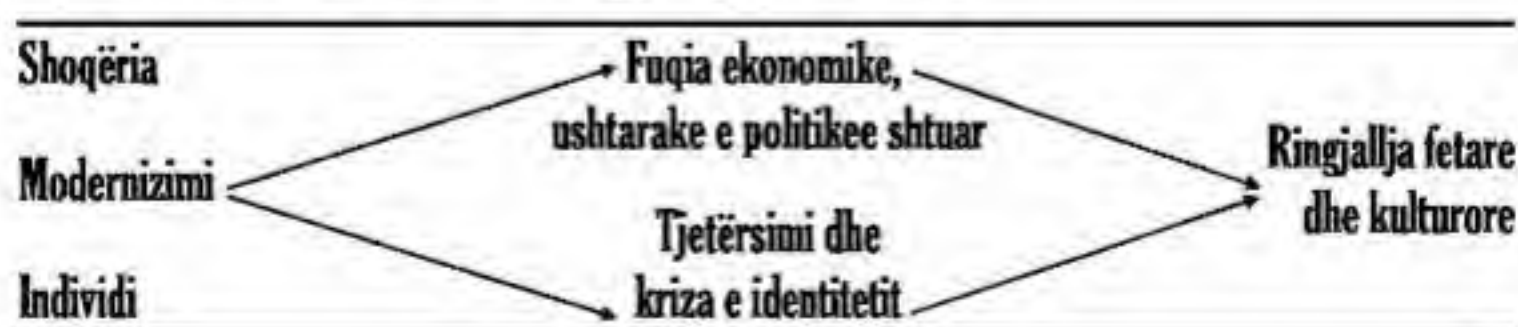 Shoqëria
Fuqia ekonomike,
ushtarake e politikee shtuar
Modernizimi
Ringjallja fetare
dhe kulturore
Tjetërsimi dhe
kriza e identitetit
Individi